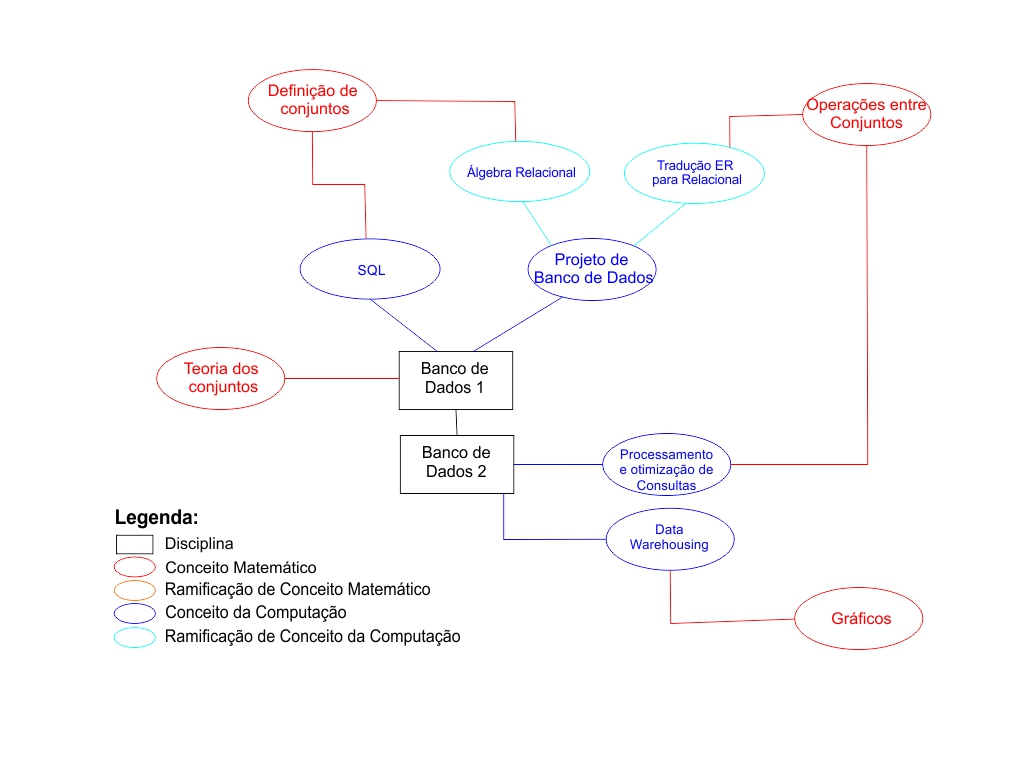 Definição de
conjuntos
Operações entre
Conjuntos
Álgebra Relacional
Tradução ER
para Relacional
SQL
Projeto de
Banco de Dados
Teoria dos
conjuntos
Banco de
Dados 1
Banco de
Dados 2
Processamento
e otimização de
Consultas
Data
Warehousing
Gráficos
Legenda:
Disciplina
Conceito Matemático
Ramificação de Conceito Matemático
Conceito da Computação
Ramificação de Conceito da Computação